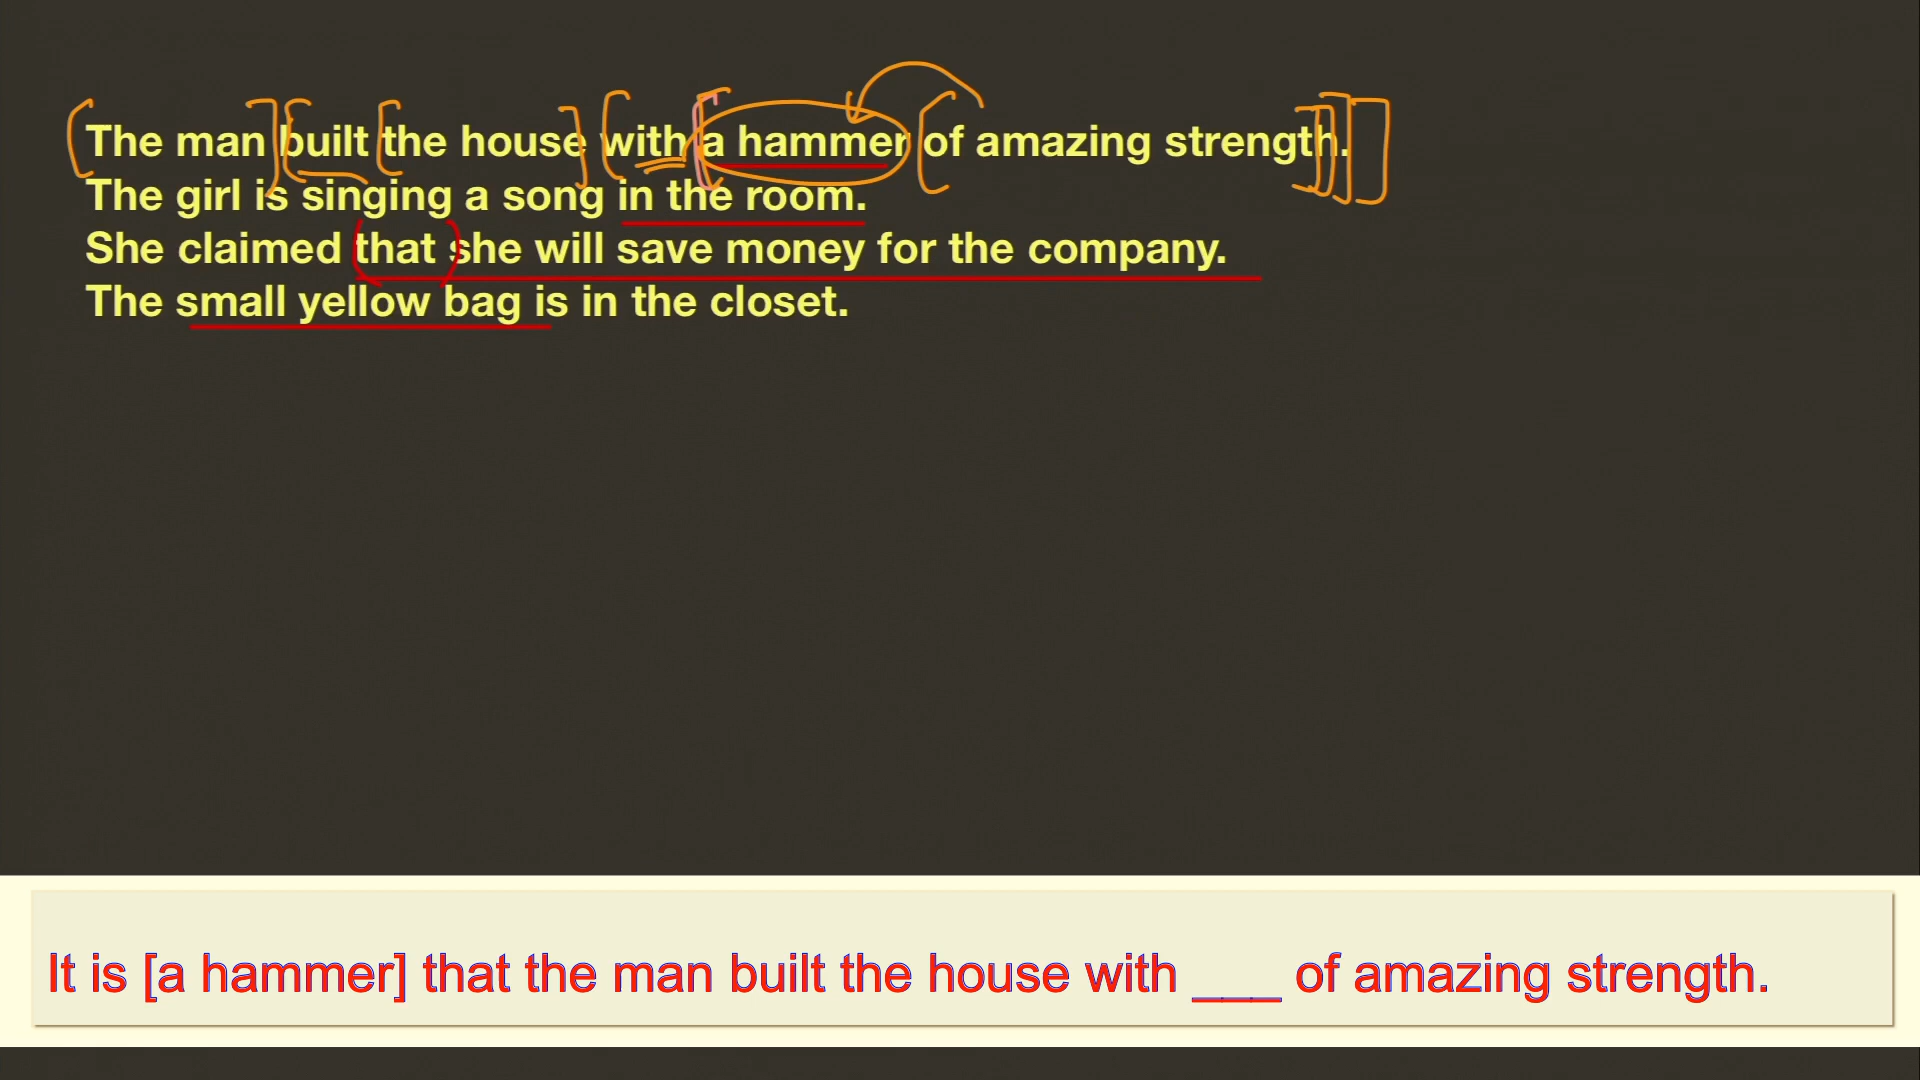 The man built the house with a hammer of amazing strength.
The girl is singing a song in the room.
She claimed that she will save money for the company.
The small yellow bag is in the closet.
It is [a hammer] that the man built the house with ___ of amazing strength.